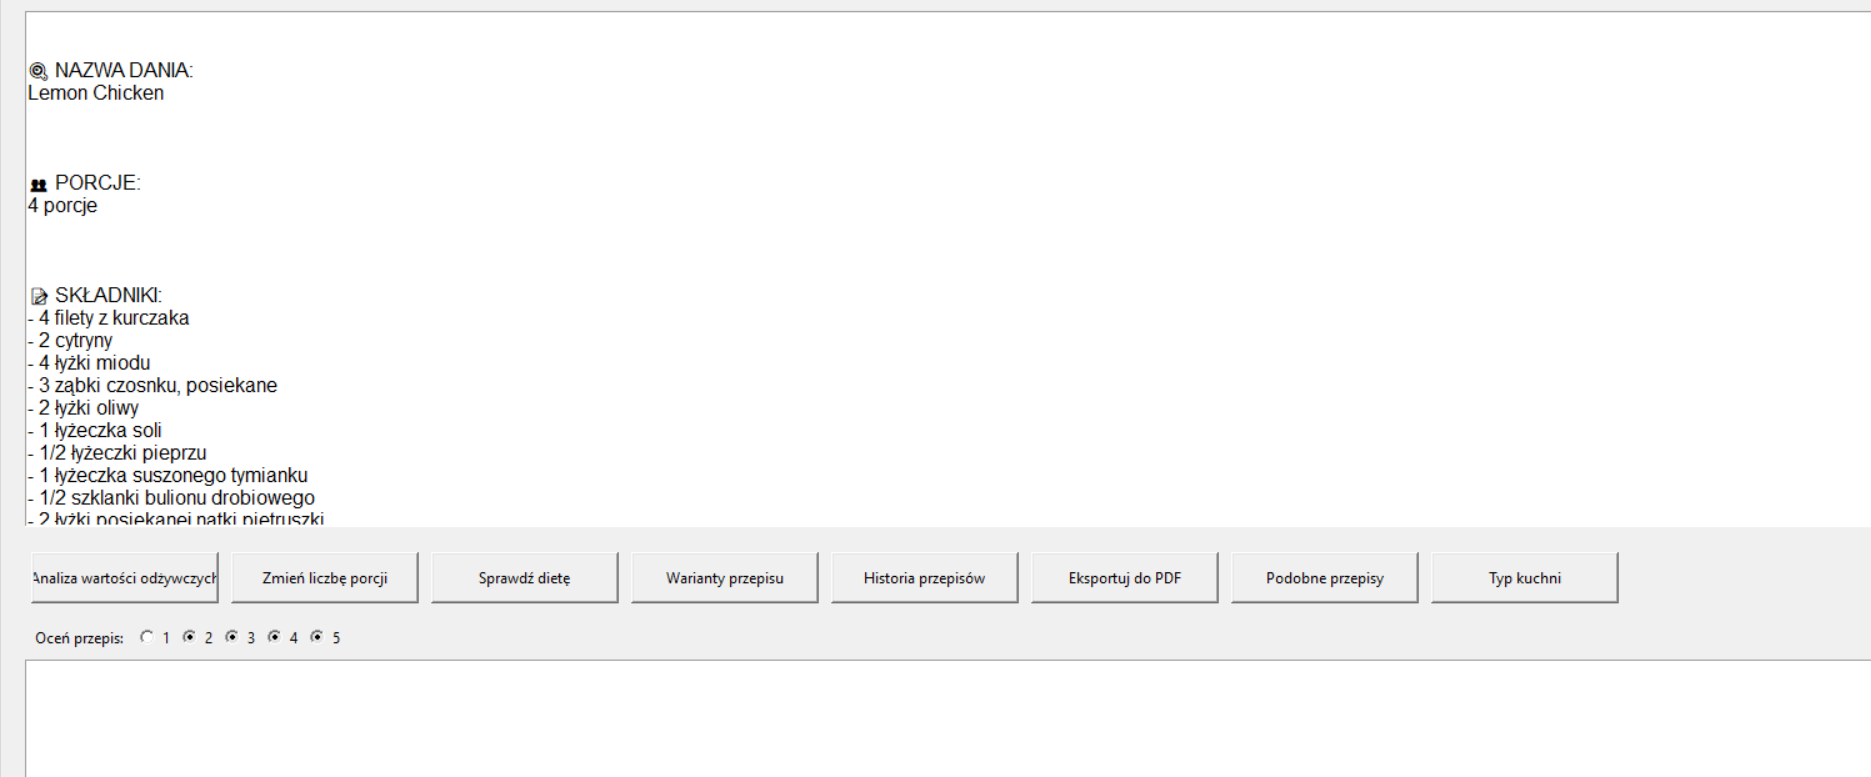 NAZWA DANIA:
Lemon Chicken
PORCJE:
4 porcje
SKŁADNIKI:
- 4 filety z kurczaka
- 2 cytryny
- 4 łyżki miodu
- 3 ząbki czosnku, posiekane
- 2 łyżki oliwy
- 1 łyżeczka soli
- 1/2 łyżeczki pieprzu
- 1 łyżeczka suszonego tymianku
- 1/2 szklanki bulionu drobiowego
- 2 łyżki posiekanej natki pietruszki
Analiza wartości odżywczych Zmień liczbę porcji Sprawdź dietę Warianty przepisu Historia przepisów Eksportuj do PDF Podobne przepisy Typ kuchni
Oceń przepis: 1 2 3 4 5